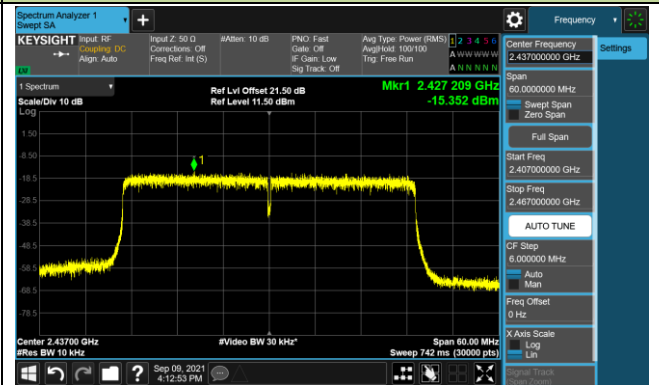 Spectrum Analyzer 1
Swept SA
+
Frequency
KEYSIGHT
Input: RF
Coupling: DC
Align: Auto
Input Z: 50 Ω
Corrections: Off
Freq Ref: Int (S)
#Atten: 10 dB
PNO: Fast
Gate: Off
IF Gain: Low
Sig Track: Off
Avg Type: Power (RMS)
Avg|Hold: 100/100
Trig: Free Run
1 2 3 4 5 6
A W W W W W
A N N N N N
LXI
1 Spectrum
Scale/Div 10 dB
Log
Ref Lvl Offset 21.50 dB
Ref Level 11.50 dBm
Mkr1 2.427 209 GHz
-15.352 dBm
1.50
-8.50
-18.5
-28.5
-38.5
-48.5
-58.5
-68.5
-78.5
1
Center 2.43700 GHz
#Res BW 10 kHz
#Video BW 30 kHz*
Span 60.00 MHz
Sweep 742 ms (30000 pts)
Center Frequency
2.437000000 GHz
Settings
Span
60.0000000 MHz
Swept Span
Zero Span
Full Span
Start Freq
2.407000000 GHz
Stop Freq
2.467000000 GHz
AUTO TUNE
CF Step
6.000000 MHz
Auto
Man
Freq Offset
0 Hz
X Axis Scale
Log
Lin
Signal Track
(Span Zoom)
Sep 09, 2021
4:12:53 PM
?